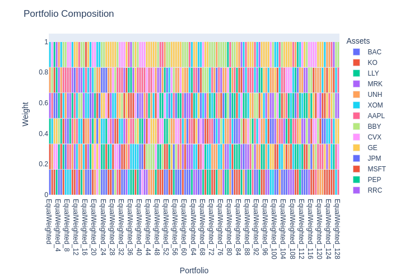 Portfolio Composition
Assets
BAC
KO
LLY
MRK
UNH
XOM
AAPL
BBY
CVX
GE
JPM
MSFT
PEP
RRC
Weight
1
0.8
0.6
0.4
0.2
0
EqualWeighted
EqualWeighted_4
EqualWeighted_8
EqualWeighted_12
EqualWeighted_16
EqualWeighted_20
EqualWeighted_24
EqualWeighted_28
EqualWeighted_32
EqualWeighted_36
EqualWeighted_40
EqualWeighted_44
EqualWeighted_48
EqualWeighted_52
EqualWeighted_56
EqualWeighted_60
EqualWeighted_64
EqualWeighted_68
EqualWeighted_72
EqualWeighted_76
EqualWeighted_80
EqualWeighted_84
EqualWeighted_88
EqualWeighted_92
EqualWeighted_96
EqualWeighted_100
EqualWeighted_104
EqualWeighted_108
EqualWeighted_112
EqualWeighted_116
EqualWeighted_120
EqualWeighted_124
EqualWeighted_128
Portfolio